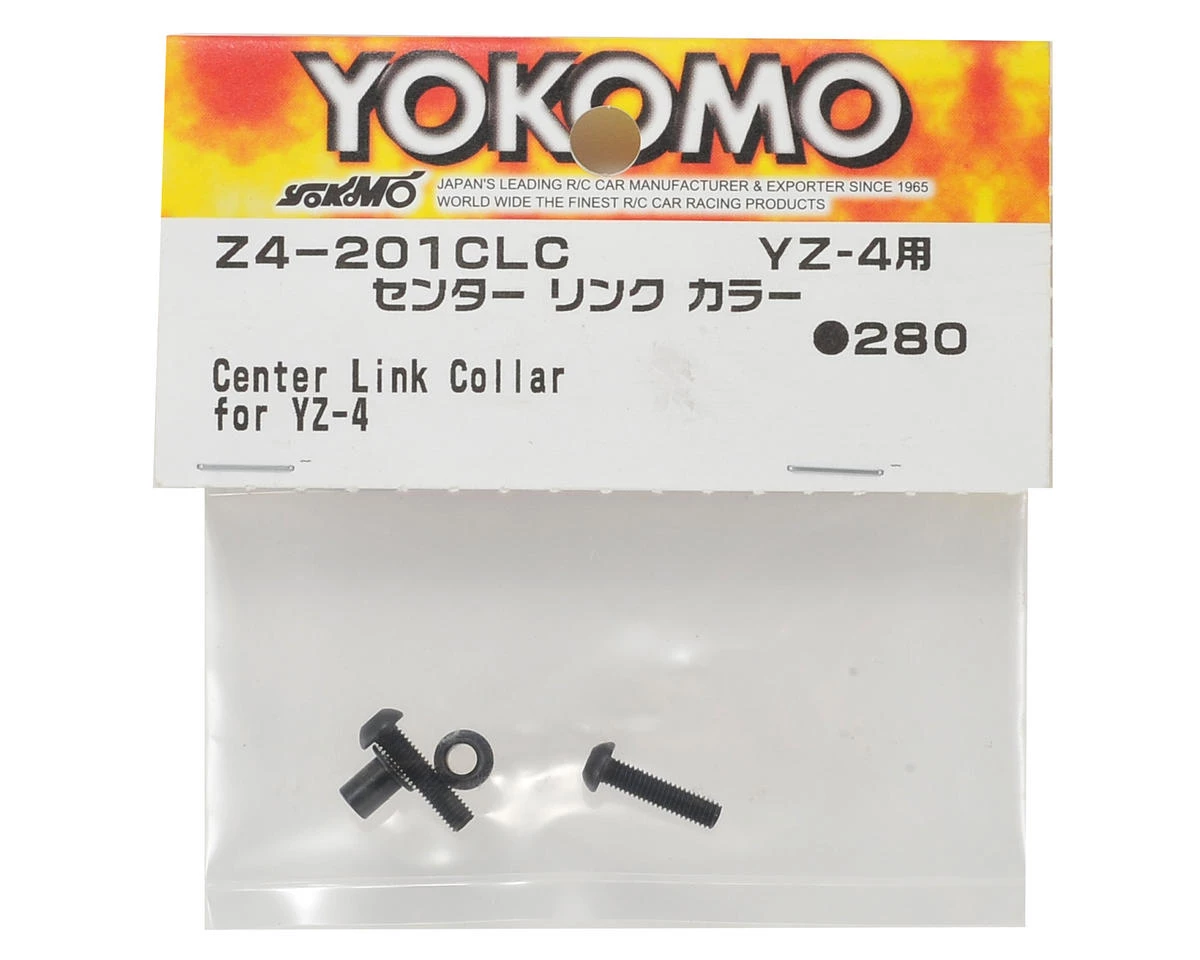 YOKOMO
YOKOMO JAPAN'S LEADING R/C CAR MANUFACTURER & EXPORTER SINCE 1965
WORLD WIDE THE FINEST R/C CAR RACING PRODUCTS
Z4-201CLC YZ-4用
センター リンク カラー
●280
Center Link Collar
for YZ-4